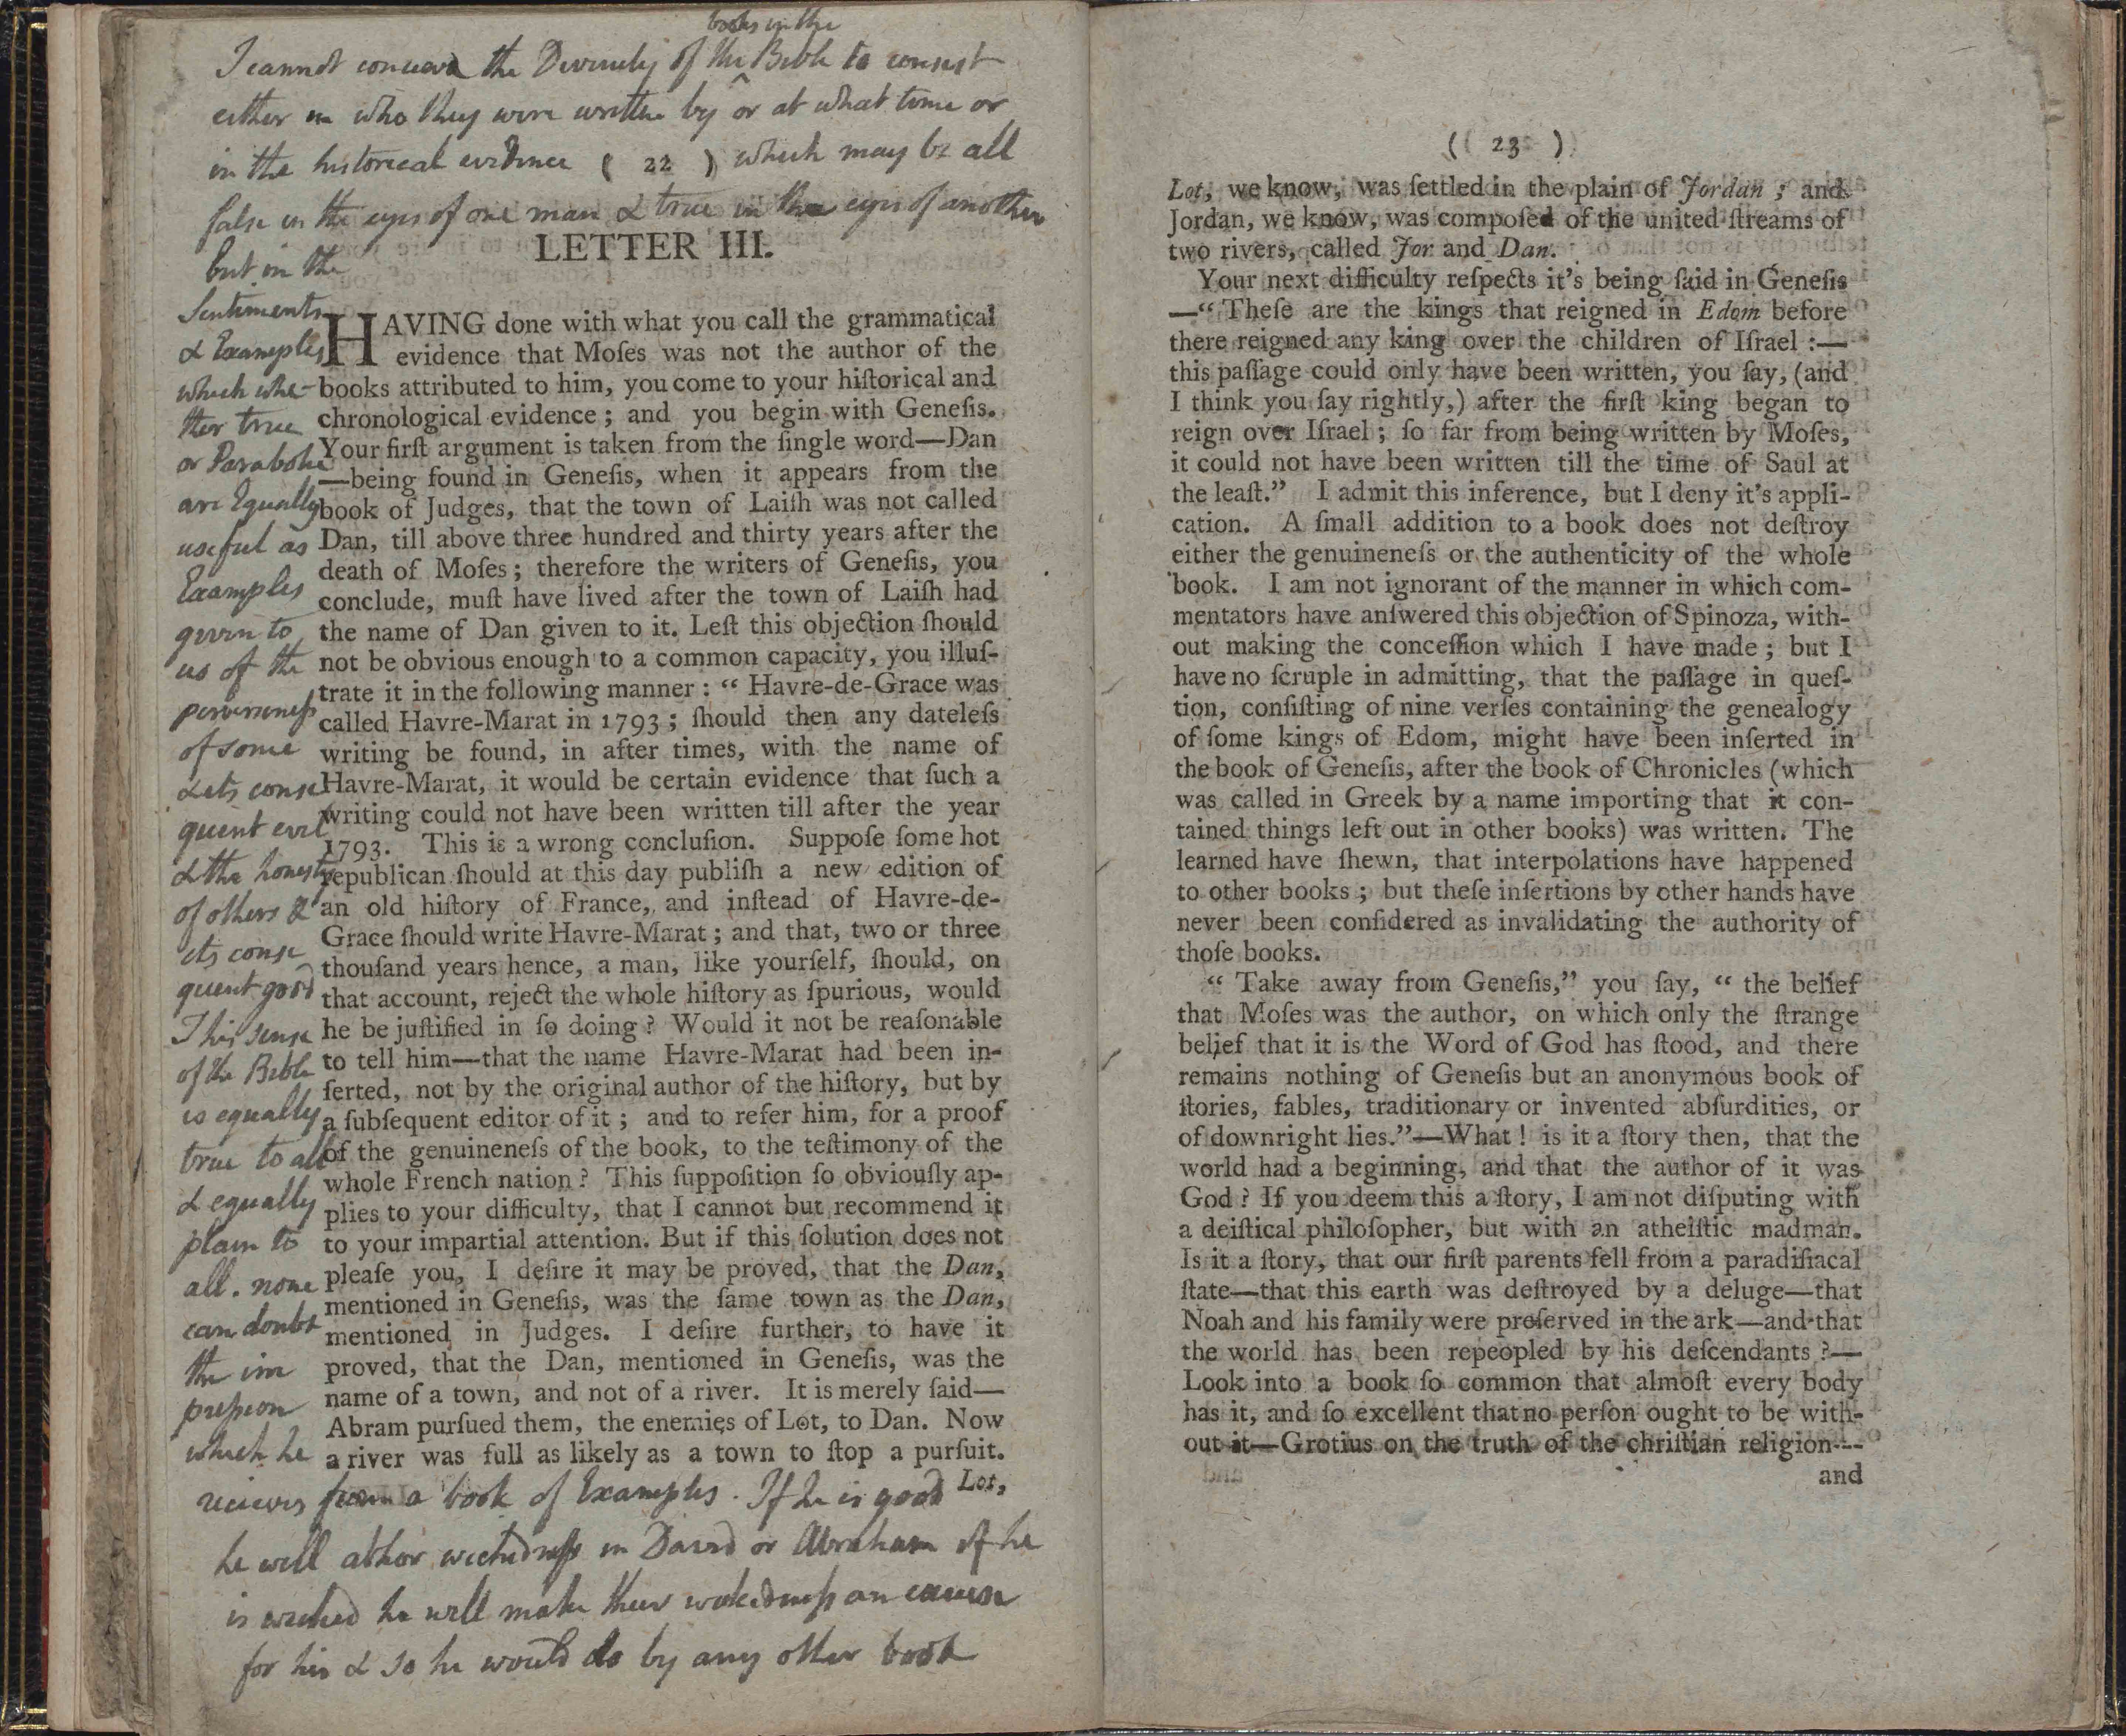 books in the
I cannot conceive the Divinity of the ^ Bible to consist
either in who they were written by or at what time or
in the historical evidence which may be all
( 22 )
false in the eyes of one man & true in the eyes of another
but in the
Sentiments
& Examples
which whe-
ther true
or Parabolic
are Equally
useful as
Examples
given to
us of the
perverseness
of some
& its conse
quent evil
& the honesty
of others &
its conse
quent good
This sense
of the Bible
is equally
true to all
& equally
plain to
all. none
can doubt
the im
pression
which he
recieves from a book of Examples. If he is good
he will abhor wickedness in David or Abraham if he
is wicked he will make their wickedness an excuse
for his & so he would do by any other book
LETTER III.
HAVING done with what you call the grammatical
evidence that Moſes was not the author of the
books attributed to him, you come to your hiſtorical and
chronological evidence; and you begin with Geneſis.
Your firſt argument is taken from the ſingle word—Dan
—being found in Geneſis, when it appears from the
book of Judges, that the town of Laiſh was not called
Dan, till above three hundred and thirty years after the
death of Moſes; therefore the writers of Geneſis, you
conclude, muſt have lived after the town of Laiſh had
the name of Dan given to it. Leſt this objection ſhould
not be obvious enough to a common capacity, you illuſ-
trate it in the following manner: “ Havre-de-Grace was
called Havre-Marat in 1793; ſhould then any dateleſs
writing be found, in after times, with the name of
Havre-Marat, it would be certain evidence that ſuch a
writing could not have been written till after the year
1793. This is a wrong concluſion. Suppoſe ſome hot
republican ſhould at this day publiſh a new edition of
an old hiſtory of France, and inſtead of Havre-de-
Grace ſhould write Havre-Marat; and that, two or three
thouſand years hence, a man, like yourſelf, ſhould, on
that account, reject the whole hiſtory as ſpurious, would
he be juſtified in ſo doing? Would it not be reaſonable
to tell him—that the name Havre-Marat had been in-
ſerted, not by the original author of the hiſtory, but by
a ſubſequent editor of it; and to refer him, for a proof
of the genuineneſs of the book, to the teſtimony of the
whole French nation? This ſuppoſition ſo obviouſly ap-
plies to your difficulty, that I cannot but recommend it
to your impartial attention. But if this ſolution does not
pleaſe you, I deſire it may be proved, that the Dan,
mentioned in Geneſis, was the ſame town as the Dan,
mentioned in Judges. I deſire further, to have it
proved, that the Dan, mentioned in Geneſis, was the
name of a town, and not of a river. It is merely ſaid—
Abram purſued them, the enemies of Lot, to Dan. Now
a river was full as likely as a town to ſtop a purſuit.
Lot,
( 23 )
Lot, we know, was ſettled in the plain of Jordan; and
Jordan, we know, was compoſed of the united ſtreams of
two rivers, called Jor and Dan.
Your next difficulty reſpects it's being ſaid in Geneſis
—“ Theſe are the kings that reigned in Edom before
there reigned any king over the children of Iſrael:—
this paſſage could only have been written, you ſay, (and
I think you ſay rightly,) after the firſt king began to
reign over Iſrael; ſo far from being written by Moſes,
it could not have been written till the time of Saul at
the leaſt.” I admit this inference, but I deny it's appli-
cation. A ſmall addition to a book does not deſtroy
either the genuineneſs or the authenticity of the whole
book. I am not ignorant of the manner in which com-
mentators have anſwered this objection of Spinoza, with-
out making the conceſſion which I have made; but I
have no ſcruple in admitting, that the paſſage in queſ-
tion, conſiſting of nine verſes containing the genealogy
of ſome kings of Edom, might have been inſerted in
the book of Geneſis, after the book of Chronicles (which
was called in Greek by a name importing that it con-
tained things left out in other books) was written. The
learned have ſhewn, that interpolations have happened
to other books; but theſe inſertions by other hands have
never been conſidered as invalidating the authority of
thoſe books.
“ Take away from Geneſis,” you ſay, “ the belief
that Moſes was the author, on which only the ſtrange
belief that it is the Word of God has ſtood, and there
remains nothing of Geneſis but an anonymous book of
ſtories, fables, traditionary or invented abſurdities, or
of downright lies.”—What! is it a ſtory then, that the
world had a beginning, and that the author of it was
God? If you deem this a ſtory, I am not diſputing with
a deiſtical philoſopher, but with an atheiſtic madman.
Is it a ſtory, that our firſt parents fell from a paradiſiacal
ſtate—that this earth was deſtroyed by a deluge—that
Noah and his family were preſerved in the ark—and that
the world has been repeopled by his deſcendants?—
Look into a book ſo common that almoſt every body
has it, and ſo excellent that no perſon ought to be with-
out it—Grotius on the truth of the chriſtian religion—
and